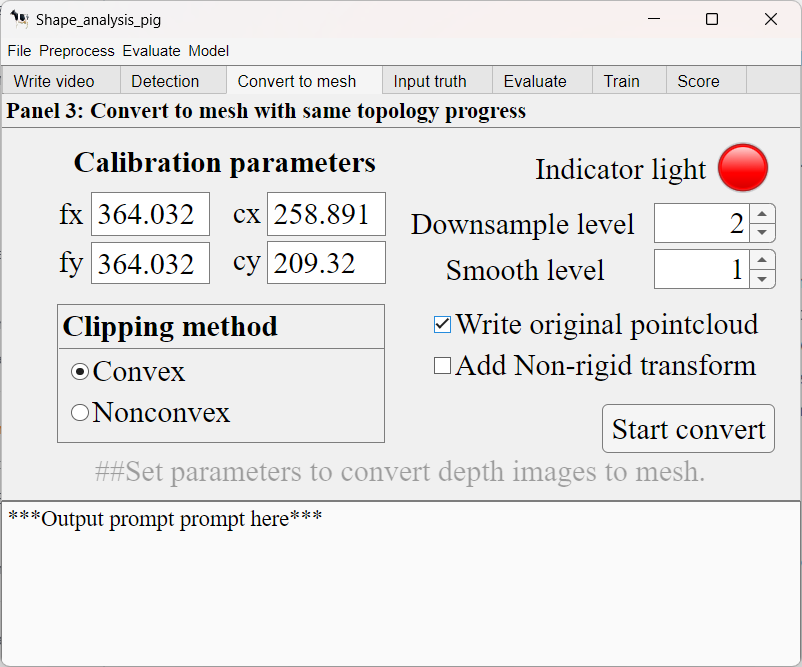 Shape_analysis_pig
File Preprocess Evaluate Model
Write video Detection Convert to mesh Input truth Evaluate Train Score
Panel 3: Convert to mesh with same topology progress
Calibration parameters
fx 364.032 cx 258.891
fy 364.032 cy 209.32
Clipping method
Convex
Nonconvex
Indicator light
Downsample level 2
Smooth level 1
Write original pointcloud
Add Non-rigid transform
Start convert
##Set parameters to convert depth images to mesh.
***Output prompt prompt here***